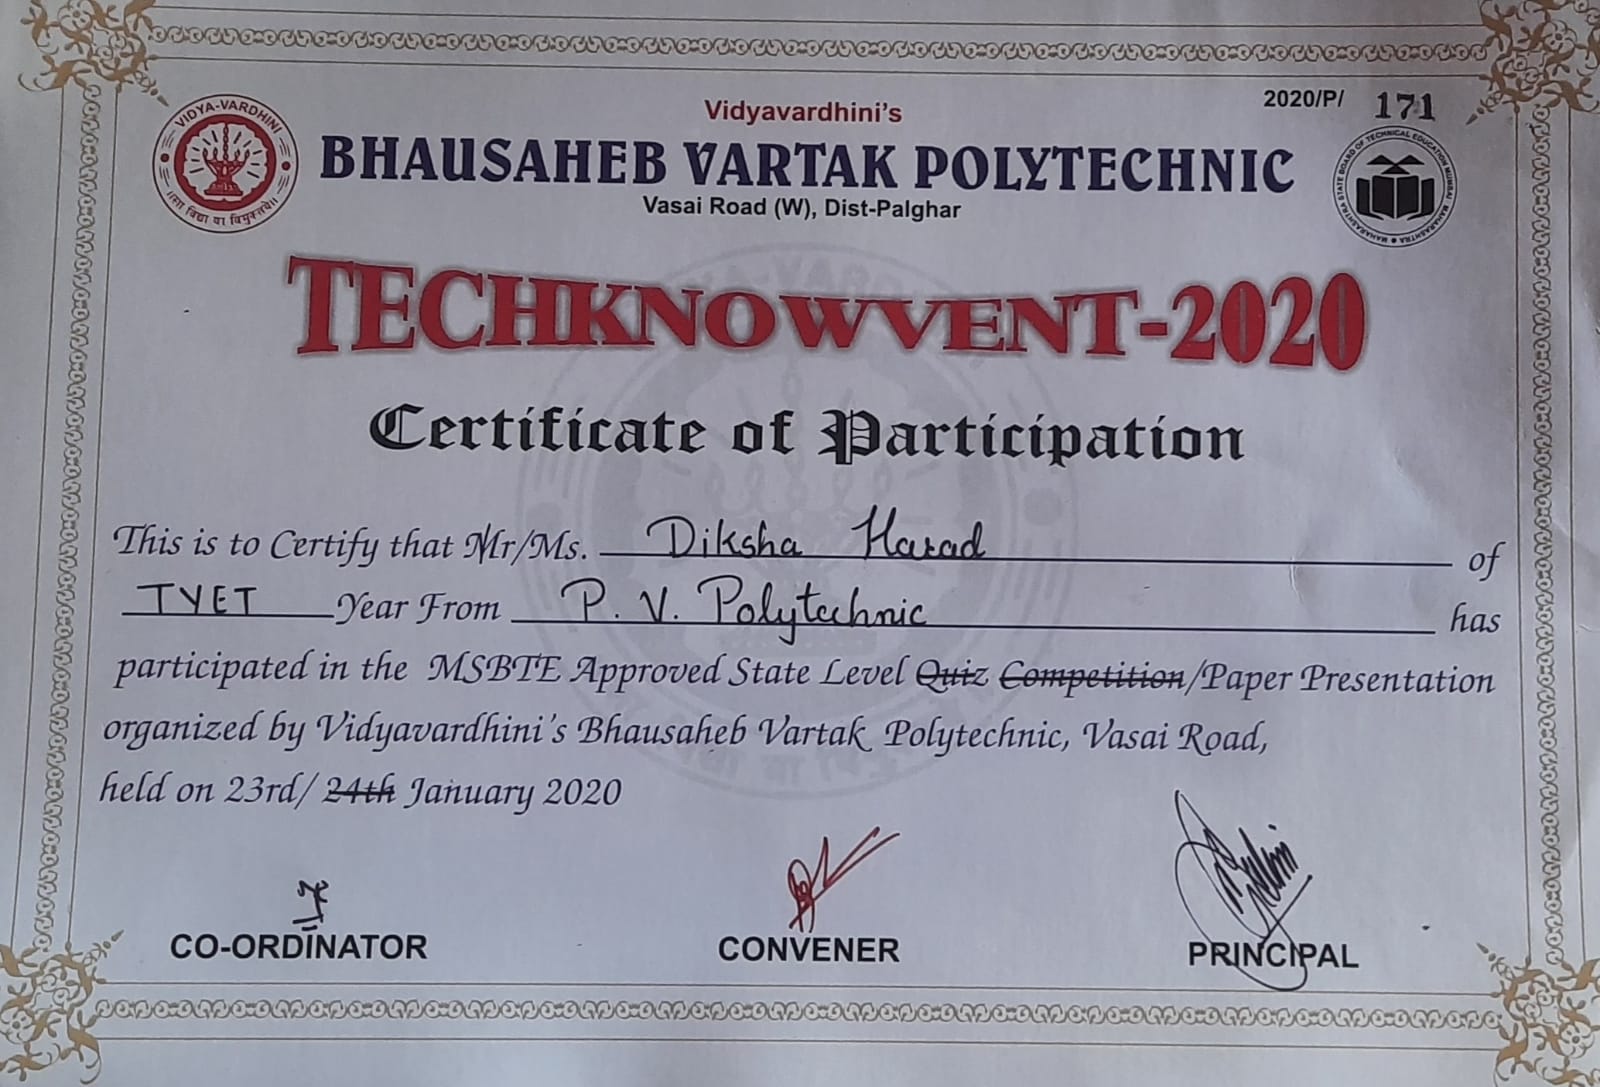 2020/P/ 171
VIDYA-VARDHINI
।।सा विद्या या विमुक्तये।।
Vidyavardhini's
BHAUSAHEB VARTAK POLYTECHNIC
Vasai Road (W), Dist-Palghar
MAHARASHTRA STATE BOARD OF TECHNICAL EDUCATION MUMBAI MAHARASHTRA
TECHKNOWVENT-2020
Certificate of Participation
This is to Certify that Mr/Ms. Diksha Harad of
TYET Year From P. V. Polytechnic has
participated in the MSBTE Approved State Level Quiz Competition/Paper Presentation
organized by Vidyavardhini's Bhausaheb Vartak Polytechnic, Vasai Road,
held on 23rd/ 24th January 2020
CO-ORDINATOR CONVENER PRINCIPAL